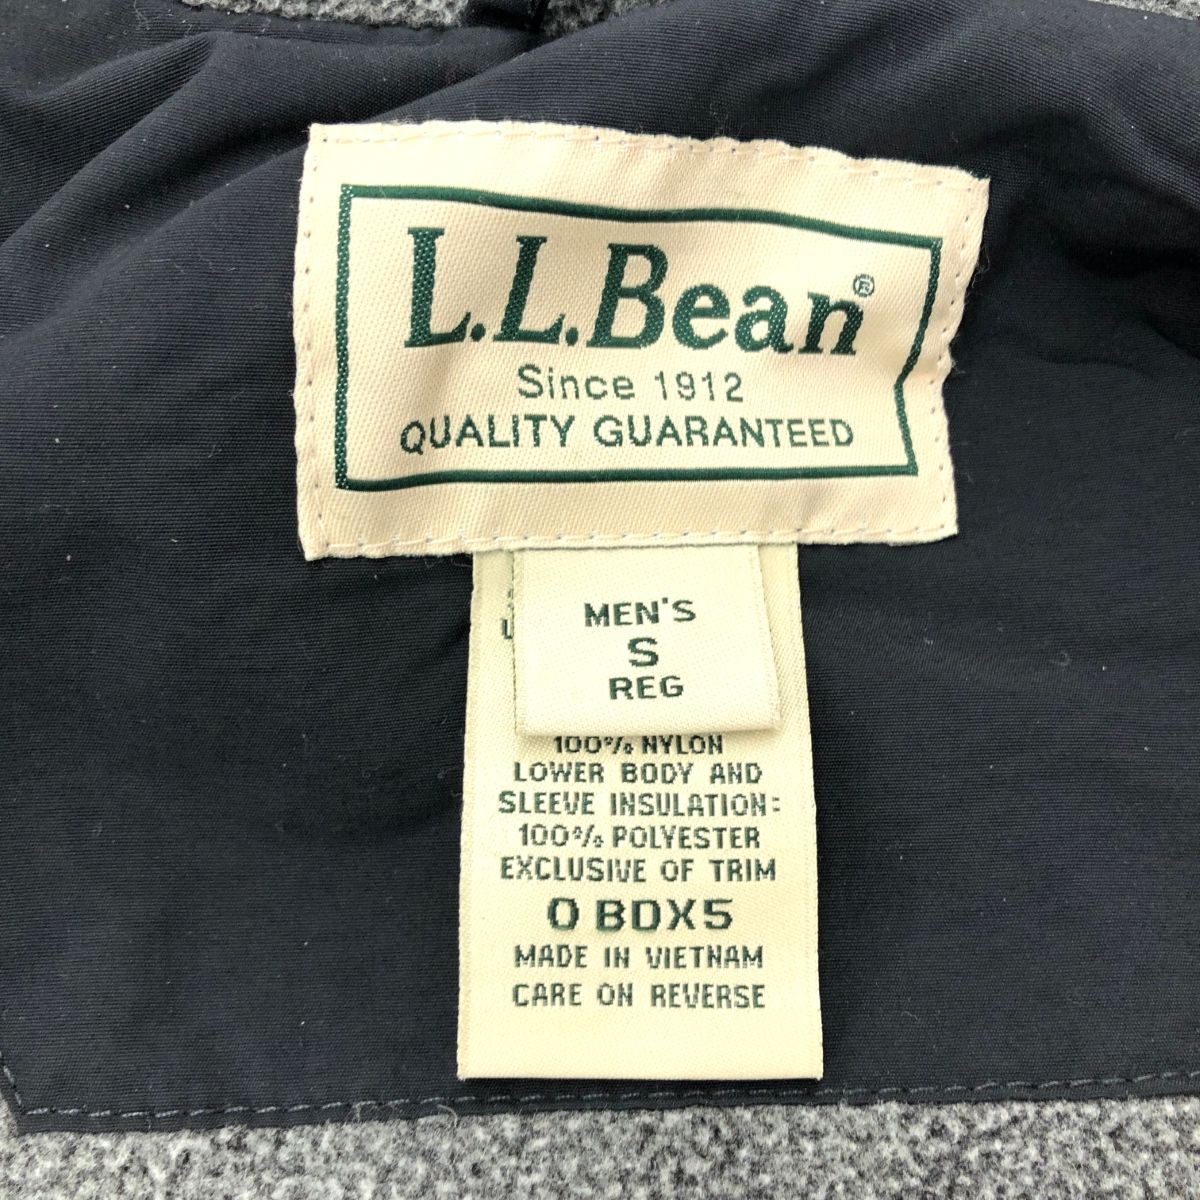 L.L.Bean®
Since 1912
QUALITY GUARANTEED
MEN'S
S
REG
100% NYLON
LOWER BODY AND
SLEEVE INSULATION:
100% POLYESTER
EXCLUSIVE OF TRIM
0 BDX5
MADE IN VIETNAM
CARE ON REVERSE